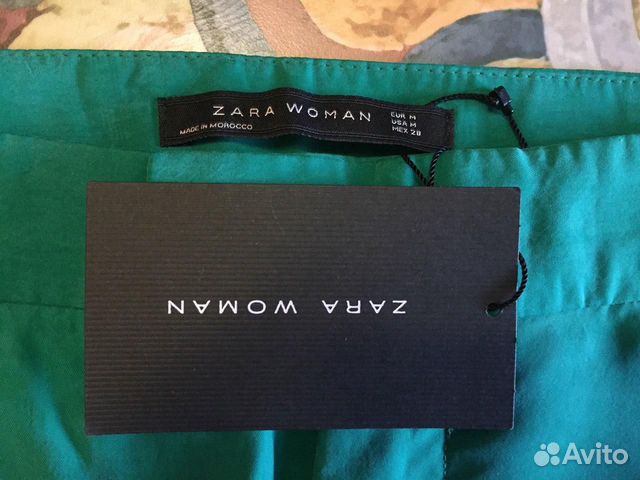 ZARA WOMAN
MADE IN MOROCCO
EUR M
USA M
MEX 28
ZARA WOMAN
Avito